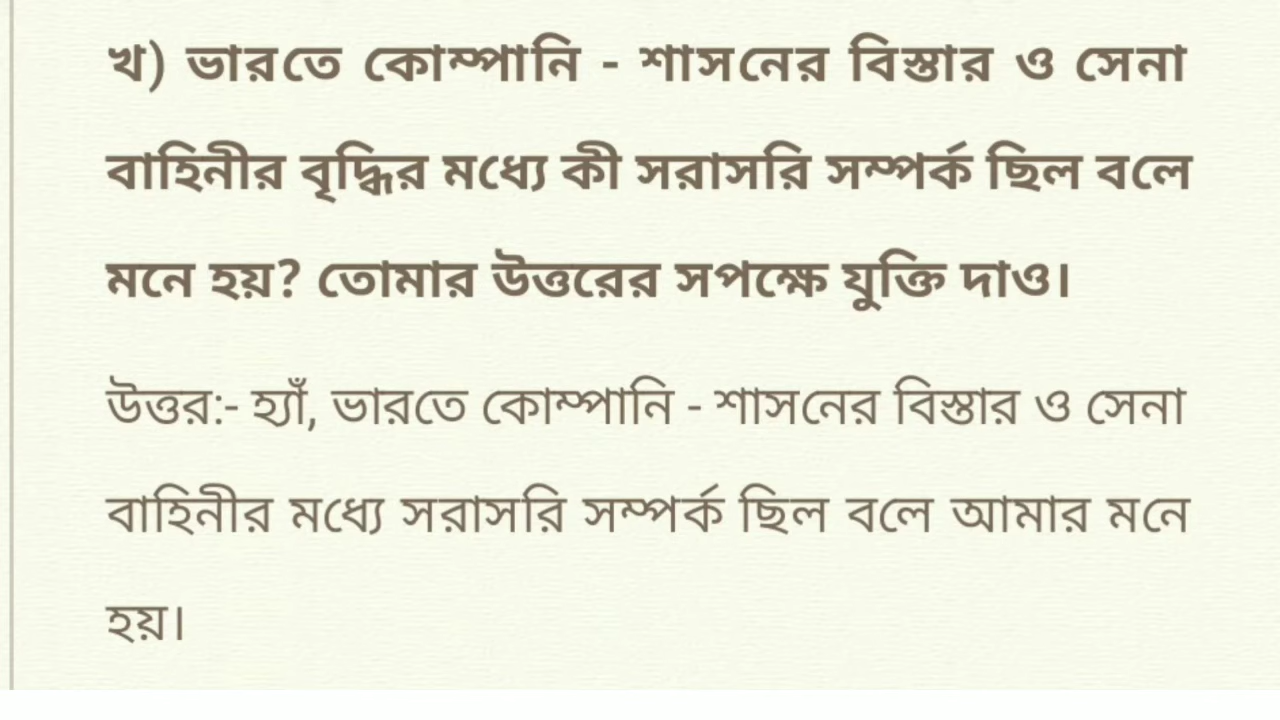 খ) ভারতে কোম্পানি - শাসনের বিস্তার ও সেনা
বাহিনীর বৃদ্ধির মধ্যে কী সরাসরি সম্পর্ক ছিল বলে
মনে হয়? তোমার উত্তরের সপক্ষে যুক্তি দাও।
উত্তর:- হ্যাঁ, ভারতে কোম্পানি - শাসনের বিস্তার ও সেনা
বাহিনীর মধ্যে সরাসরি সম্পর্ক ছিল বলে আমার মনে
হয়।